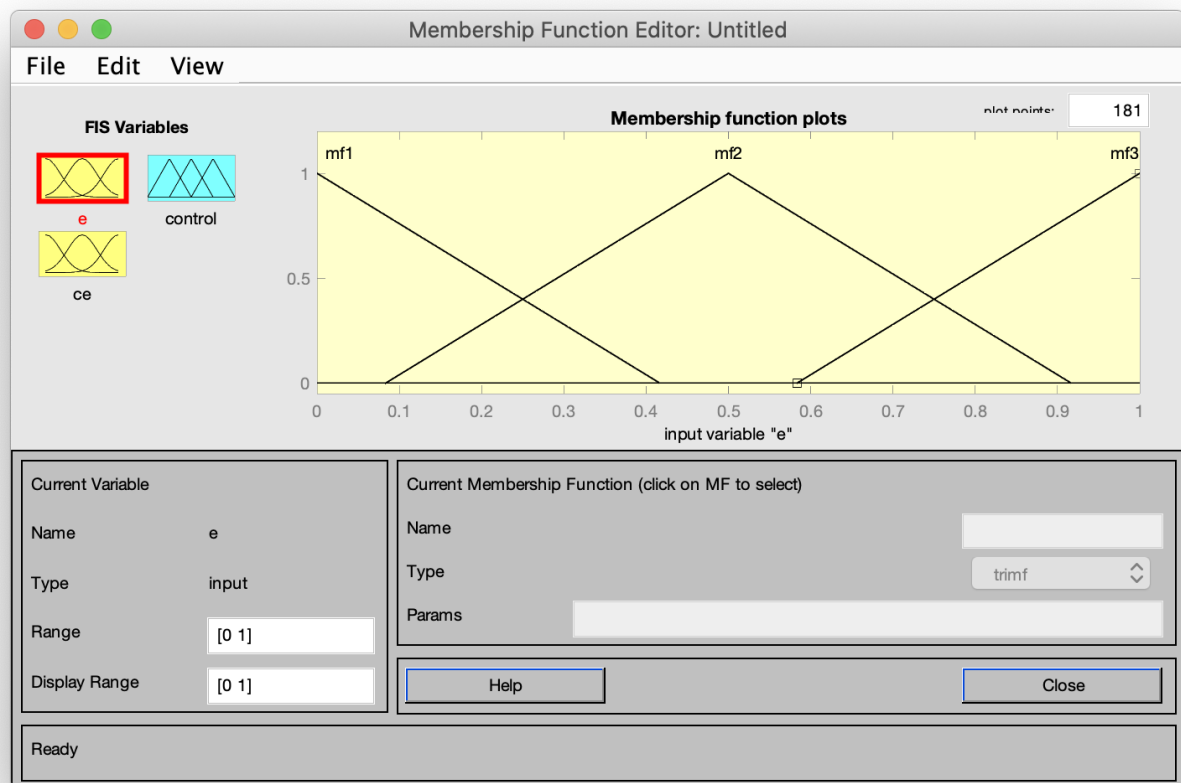 Membership Function Editor: Untitled
File Edit View
FIS Variables
e
control
ce
Membership function plots
plot points: 181
mf1 mf2 mf3
1
0.5
0
0 0.1 0.2 0.3 0.4 0.5 0.6 0.7 0.8 0.9 1
input variable "e"
Current Variable
Name e
Type input
Range [0 1]
Display Range [0 1]
Current Membership Function (click on MF to select)
Name
Type trimf
Params
Help Close
Ready